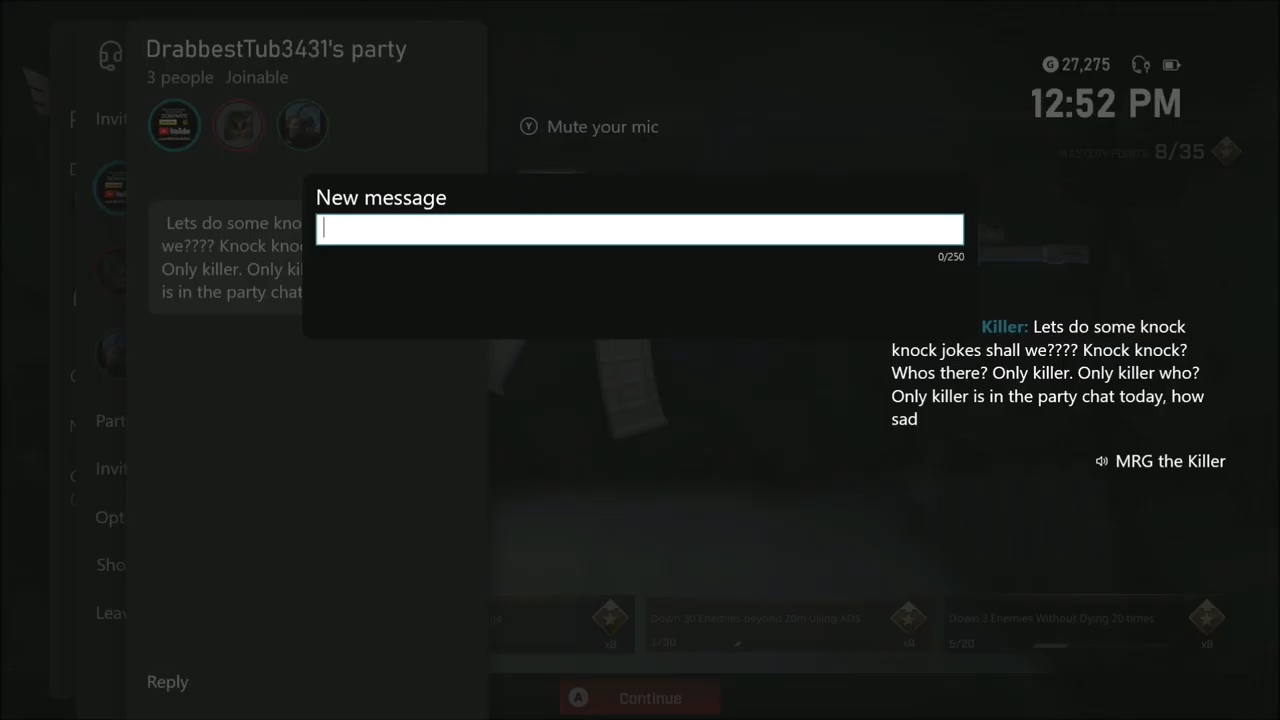 DrabbestTub3431's party
3 people Joinable
27,275
12:52 PM
MASTERY POINTS 8/35
Invit
Y Mute your mic
New message
0/250
Lets do some kno
we???? Knock kno
Only killer. Only kil
is in the party chat
Killer: Lets do some knock
knock jokes shall we???? Knock knock?
Whos there? Only killer. Only killer who?
Only killer is in the party chat today, how
sad
MRG the Killer
Part
Invit
Opt
Sho
Leav
Down 30 Enemies beyond 20m using ADS
x8
Down 3 Enemies Without Dying 20 times
5/20
x8
x8
Reply
A Continue